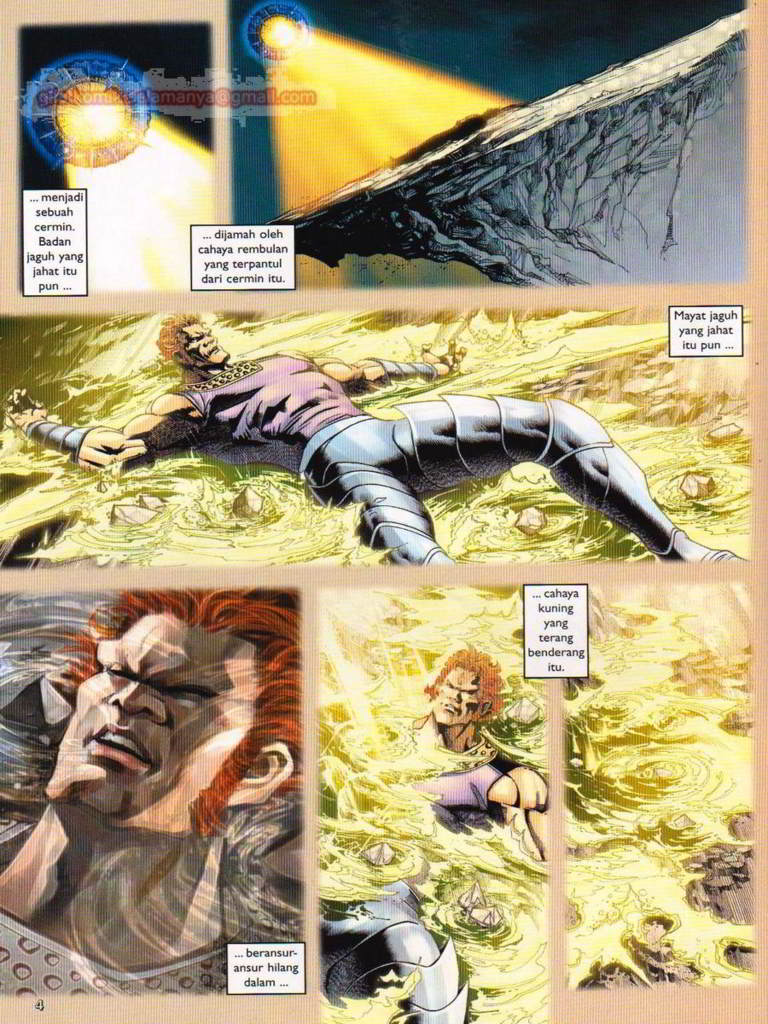 ... menjadi
sebuah
cermin.
Badan
jaguh yang
jahat itu
pun ...
... dijamah oleh
cahaya rembulan
yang terpantul
dari cermin itu.
Mayat jaguh
yang jahat
itu pun ...
... beransur-
ansur hilang
dalam ...
... cahaya
kuning
yang
terang
benderang
itu.
4